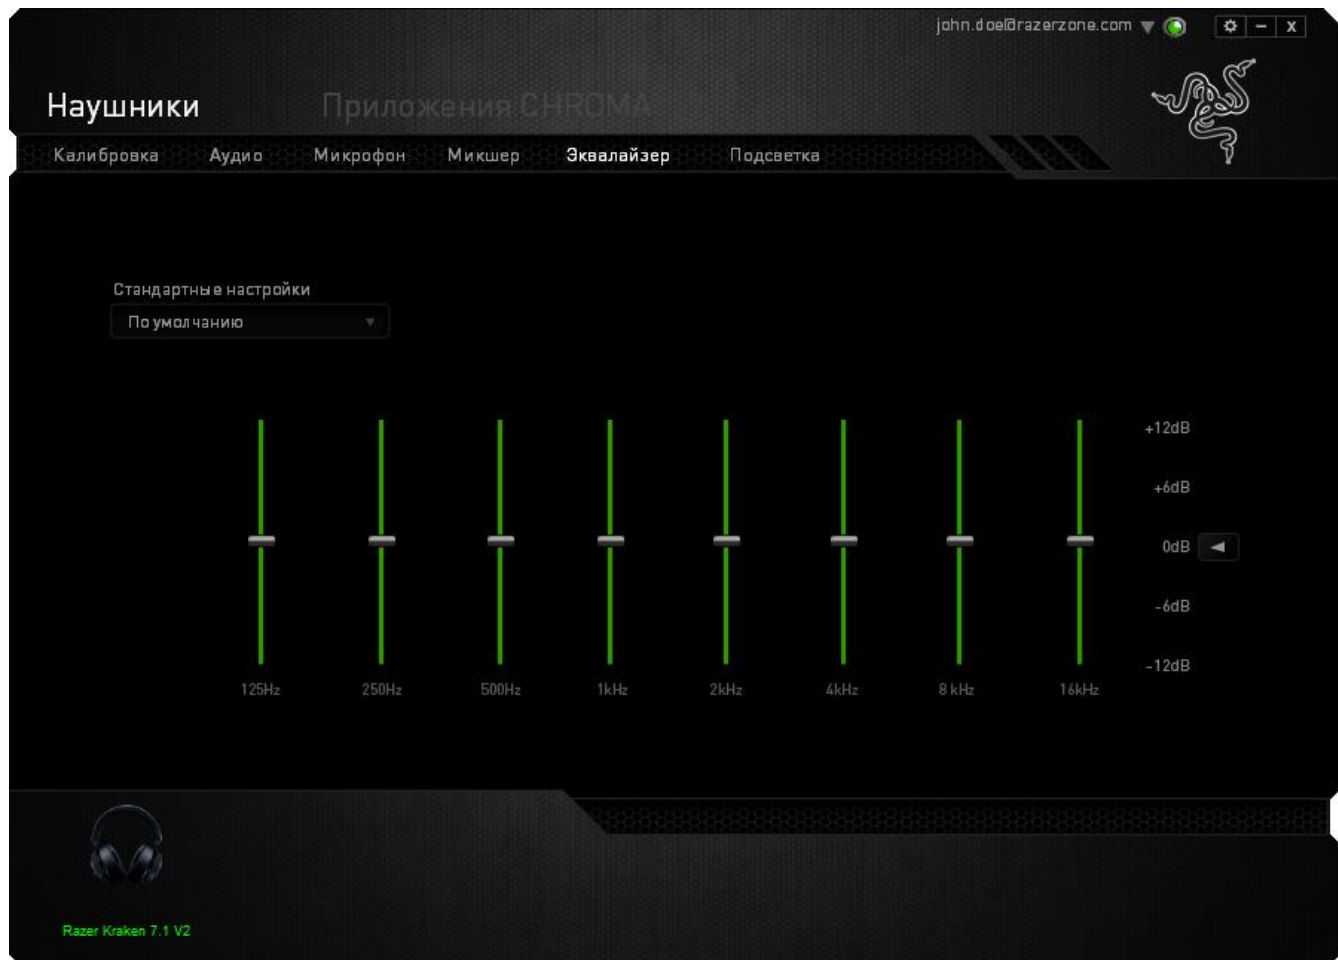 john.doe@razerzone.com
Наушники Приложения CHROMA
Калибровка Аудио Микрофон Микшер Эквалайзер Подсветка
Стандартные настройки
По умолчанию
+12dB
+6dB
0dB
-6dB
-12dB
125Hz 250Hz 500Hz 1kHz 2kHz 4kHz 8 kHz 16kHz
Razer Kraken 7.1 V2